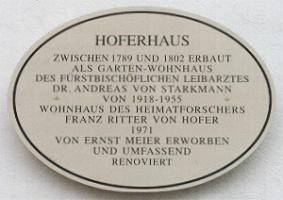 HOFERHAUS
ZWISCHEN 1789 UND 1802 ERBAUT
ALS GARTEN-WOHNHAUS
DES FÜRSTBISCHÖFLICHEN LEIBARZTES
DR. ANDREAS VON STARKMANN
VON 1918-1955
WOHNHAUS DES HEIMATFORSCHERS
FRANZ RITTER VON HOFER
1971
VON ERNST MEIER ERWORBEN
UND UMFASSEND
RENOVIERT